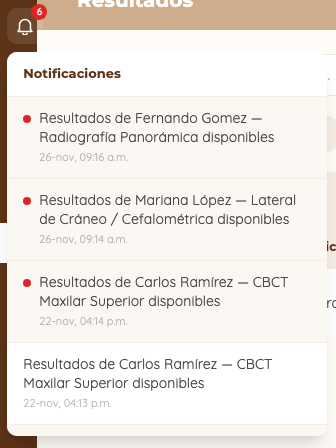 Resultados
6
Notificaciones
Resultados de Fernando Gomez —
Radiografía Panorámica disponibles
26-nov, 09:16 a.m.
Resultados de Mariana López — Lateral
de Cráneo / Cefalométrica disponibles
26-nov, 09:14 a.m.
Resultados de Carlos Ramírez — CBCT
Maxilar Superior disponibles
22-nov, 04:14 p.m.
Resultados de Carlos Ramírez — CBCT
Maxilar Superior disponibles
22-nov, 04:13 p.m.